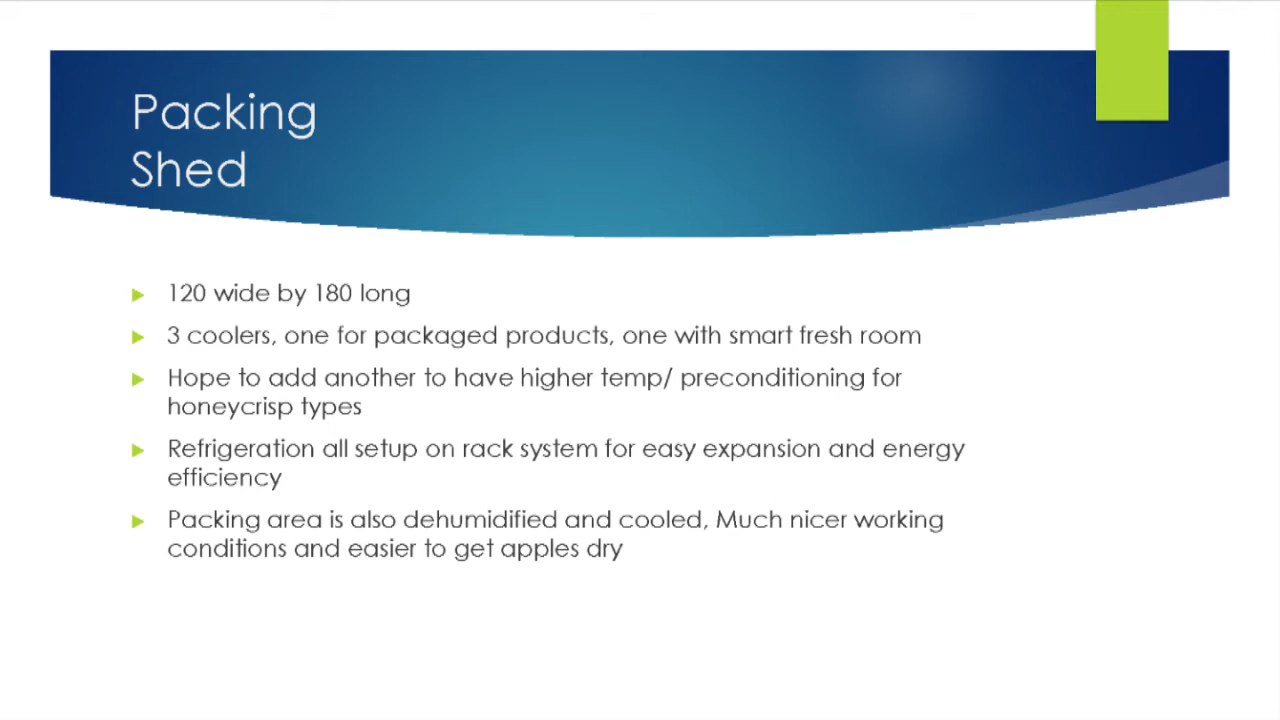 Packing
Shed
120 wide by 180 long
3 coolers, one for packaged products, one with smart fresh room
Hope to add another to have higher temp/ preconditioning for
honeycrisp types
Refrigeration all setup on rack system for easy expansion and energy
efficiency
Packing area is also dehumidified and cooled, Much nicer working
conditions and easier to get apples dry